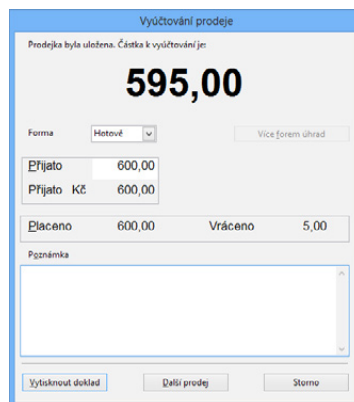 Vyúčtování prodeje
Prodejka byla uložena. Částka k vyúčtování je:
595,00
Forma Hotově Více forem úhrad
Přijato 600,00
Přijato Kč 600,00
Placeno 600,00 Vráceno 5,00
Poznámka
Vytisknout doklad Další prodej Storno